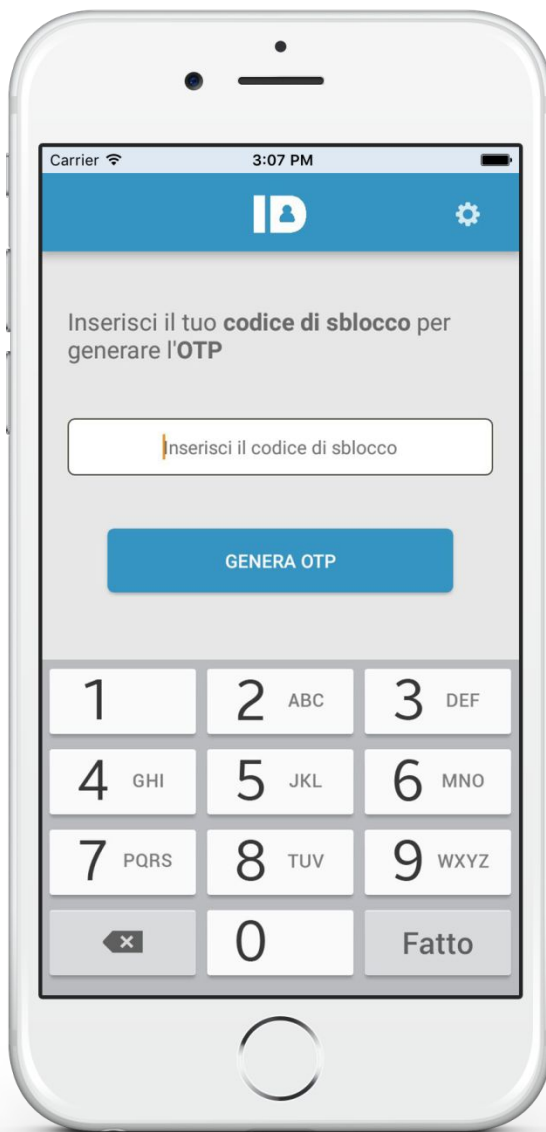 Carrier 3:07 PM
ID
Inserisci il tuo codice di sblocco per
generare l'OTP
Inserisci il codice di sblocco
GENERA OTP
1 2 ABC 3 DEF
4 GHI 5 JKL 6 MNO
7 PQRS 8 TUV 9 WXYZ
0 Fatto